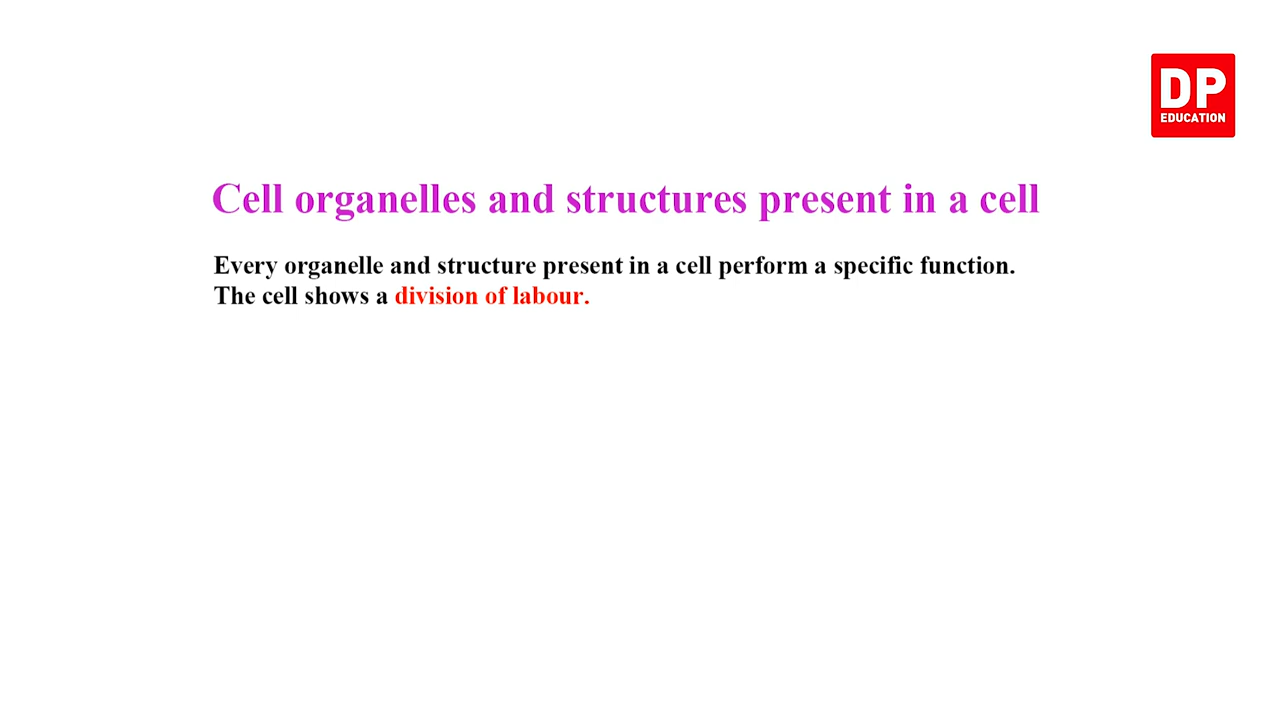 DP
EDUCATION
Cell organelles and structures present in a cell
Every organelle and structure present in a cell perform a specific function.
The cell shows a division of labour.